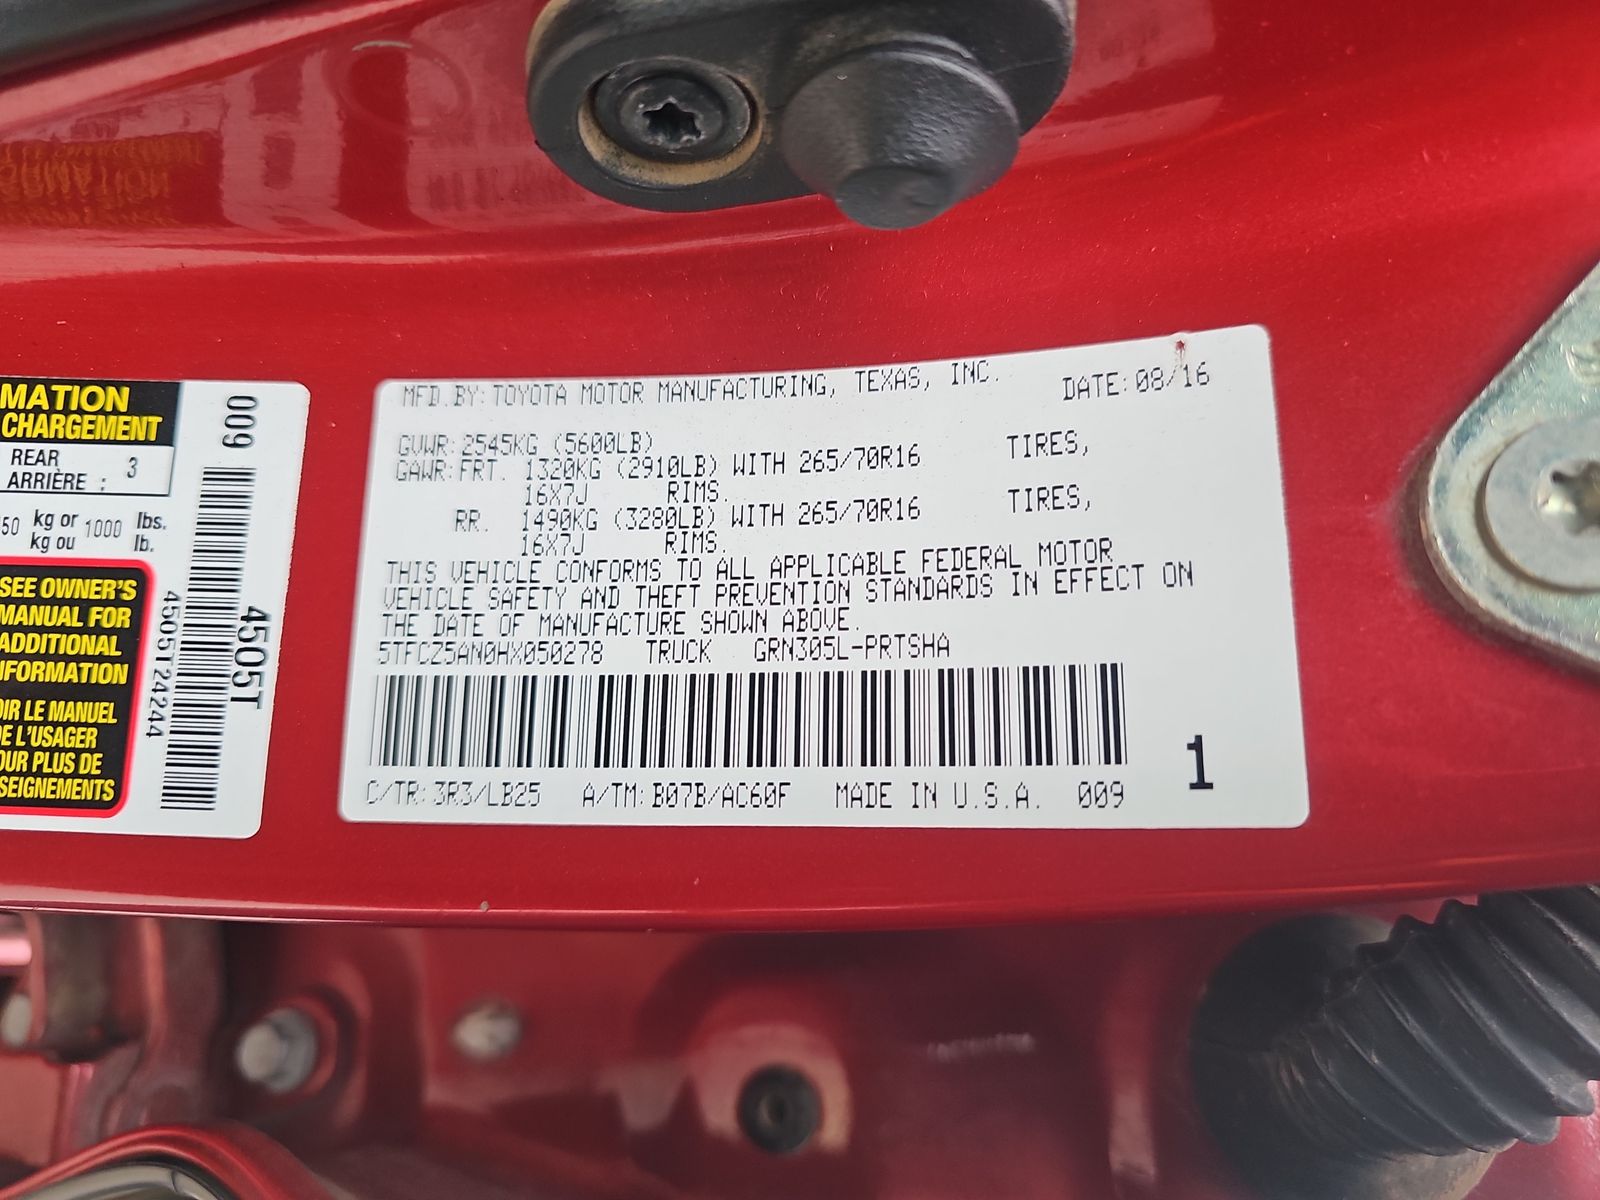 MATION
CHARGEMENT
REAR
ARRIÈRE : 3
50 kg or 1000 lbs.
kg ou lb.
SEE OWNER'S
MANUAL FOR
ADDITIONAL
NFORMATION
OIR LE MANUEL
DE L'USAGER
OUR PLUS DE
SEIGNEMENTS
009
4505T
4505T24244
MFD.BY:TOYOTA MOTOR MANUFACTURING, TEXAS, INC. DATE:08/16
GVWR:2545KG (5600LB)
GAWR:FRT. 1320KG (2910LB) WITH 265/70R16 TIRES,
16X7J RIMS.
RR. 1490KG (3280LB) WITH 265/70R16 TIRES,
16X7J RIMS.
THIS VEHICLE CONFORMS TO ALL APPLICABLE FEDERAL MOTOR
VEHICLE SAFETY AND THEFT PREVENTION STANDARDS IN EFFECT ON
THE DATE OF MANUFACTURE SHOWN ABOVE.
5TFCZ5AN0HX050278 TRUCK GRN305L-PRTSHA
1
C/TR:3R3/LB25 A/TM:B07B/AC60F MADE IN U.S.A. 009